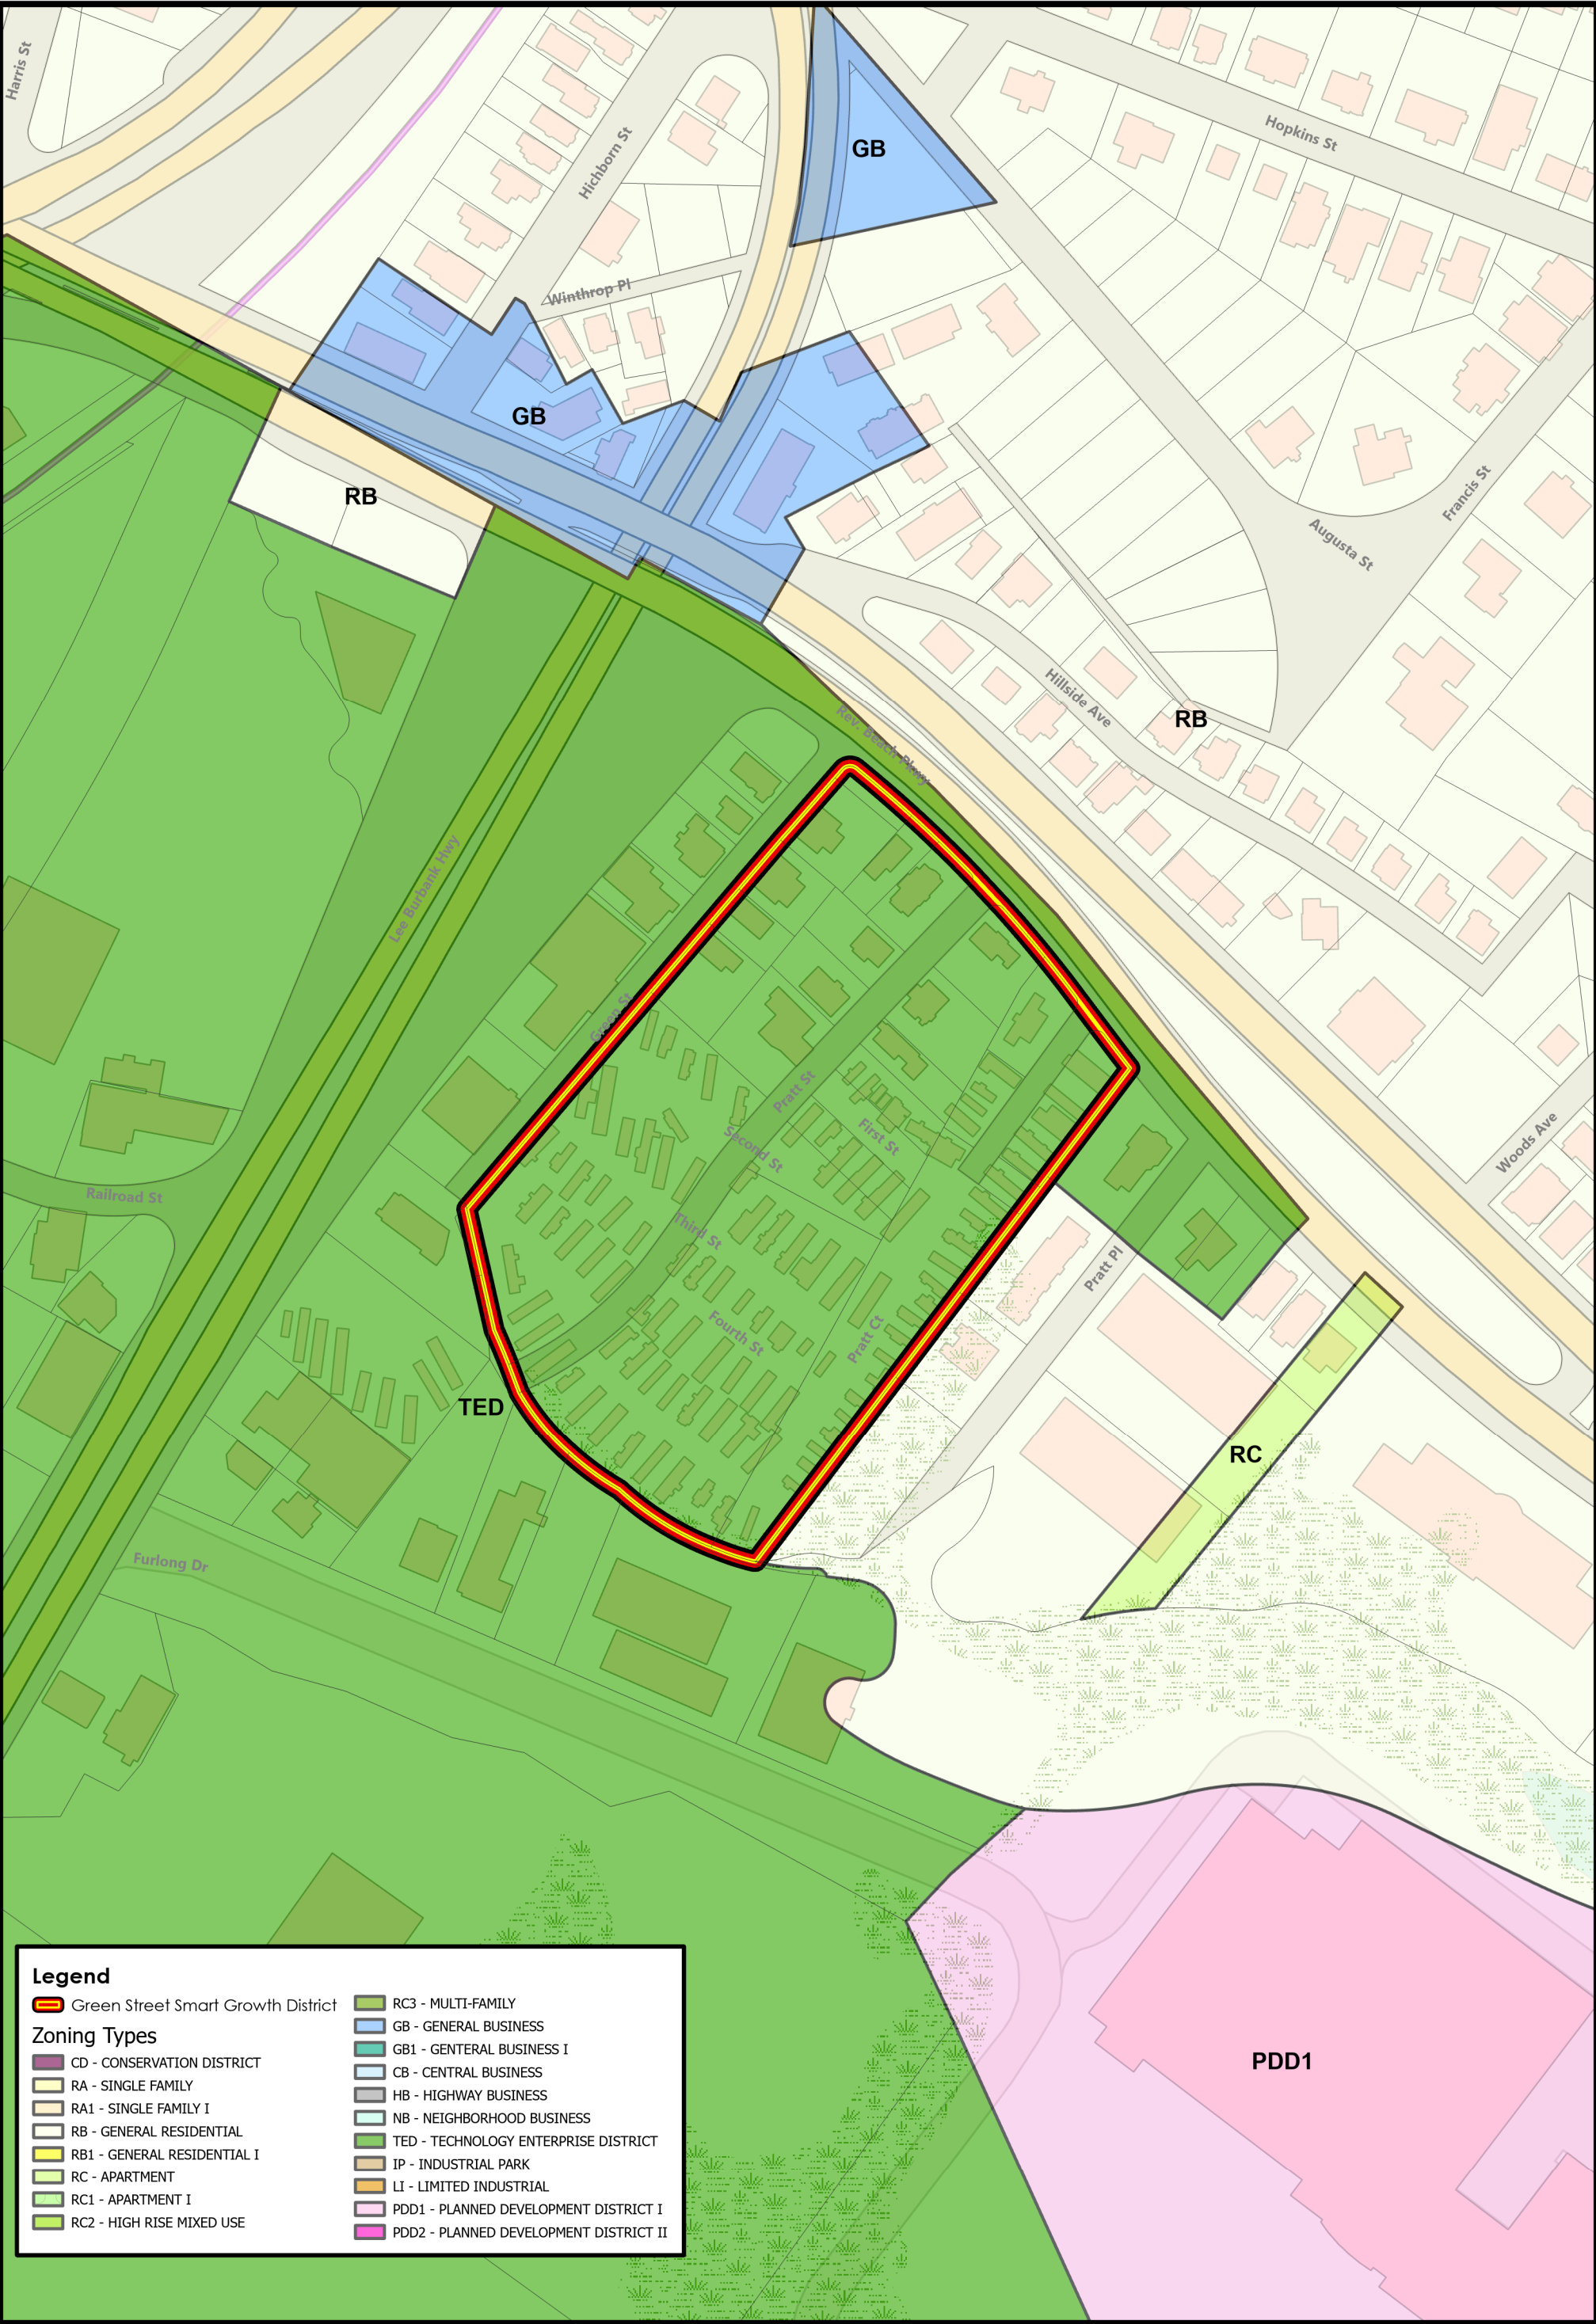 Harris St
Hichborn St
Hopkins St
GB
Winthrop Pl
GB
RB
Francis St
Augusta St
Hillside Ave
RB
Rev. Beach Pkwy
Lee Burbank Hwy
Green St
Pratt St
First St
Second St
Woods Ave
Railroad St
Third St
Pratt Pl
Fourth St
Pratt Ct
TED
RC
Furlong Dr
PDD1
Legend
Green Street Smart Growth District
Zoning Types
CD - CONSERVATION DISTRICT
RA - SINGLE FAMILY
RA1 - SINGLE FAMILY I
RB - GENERAL RESIDENTIAL
RB1 - GENERAL RESIDENTIAL I
RC - APARTMENT
RC1 - APARTMENT I
RC2 - HIGH RISE MIXED USE
RC3 - MULTI-FAMILY
GB - GENERAL BUSINESS
GB1 - GENTERAL BUSINESS I
CB - CENTRAL BUSINESS
HB - HIGHWAY BUSINESS
NB - NEIGHBORHOOD BUSINESS
TED - TECHNOLOGY ENTERPRISE DISTRICT
IP - INDUSTRIAL PARK
LI - LIMITED INDUSTRIAL
PDD1 - PLANNED DEVELOPMENT DISTRICT I
PDD2 - PLANNED DEVELOPMENT DISTRICT II